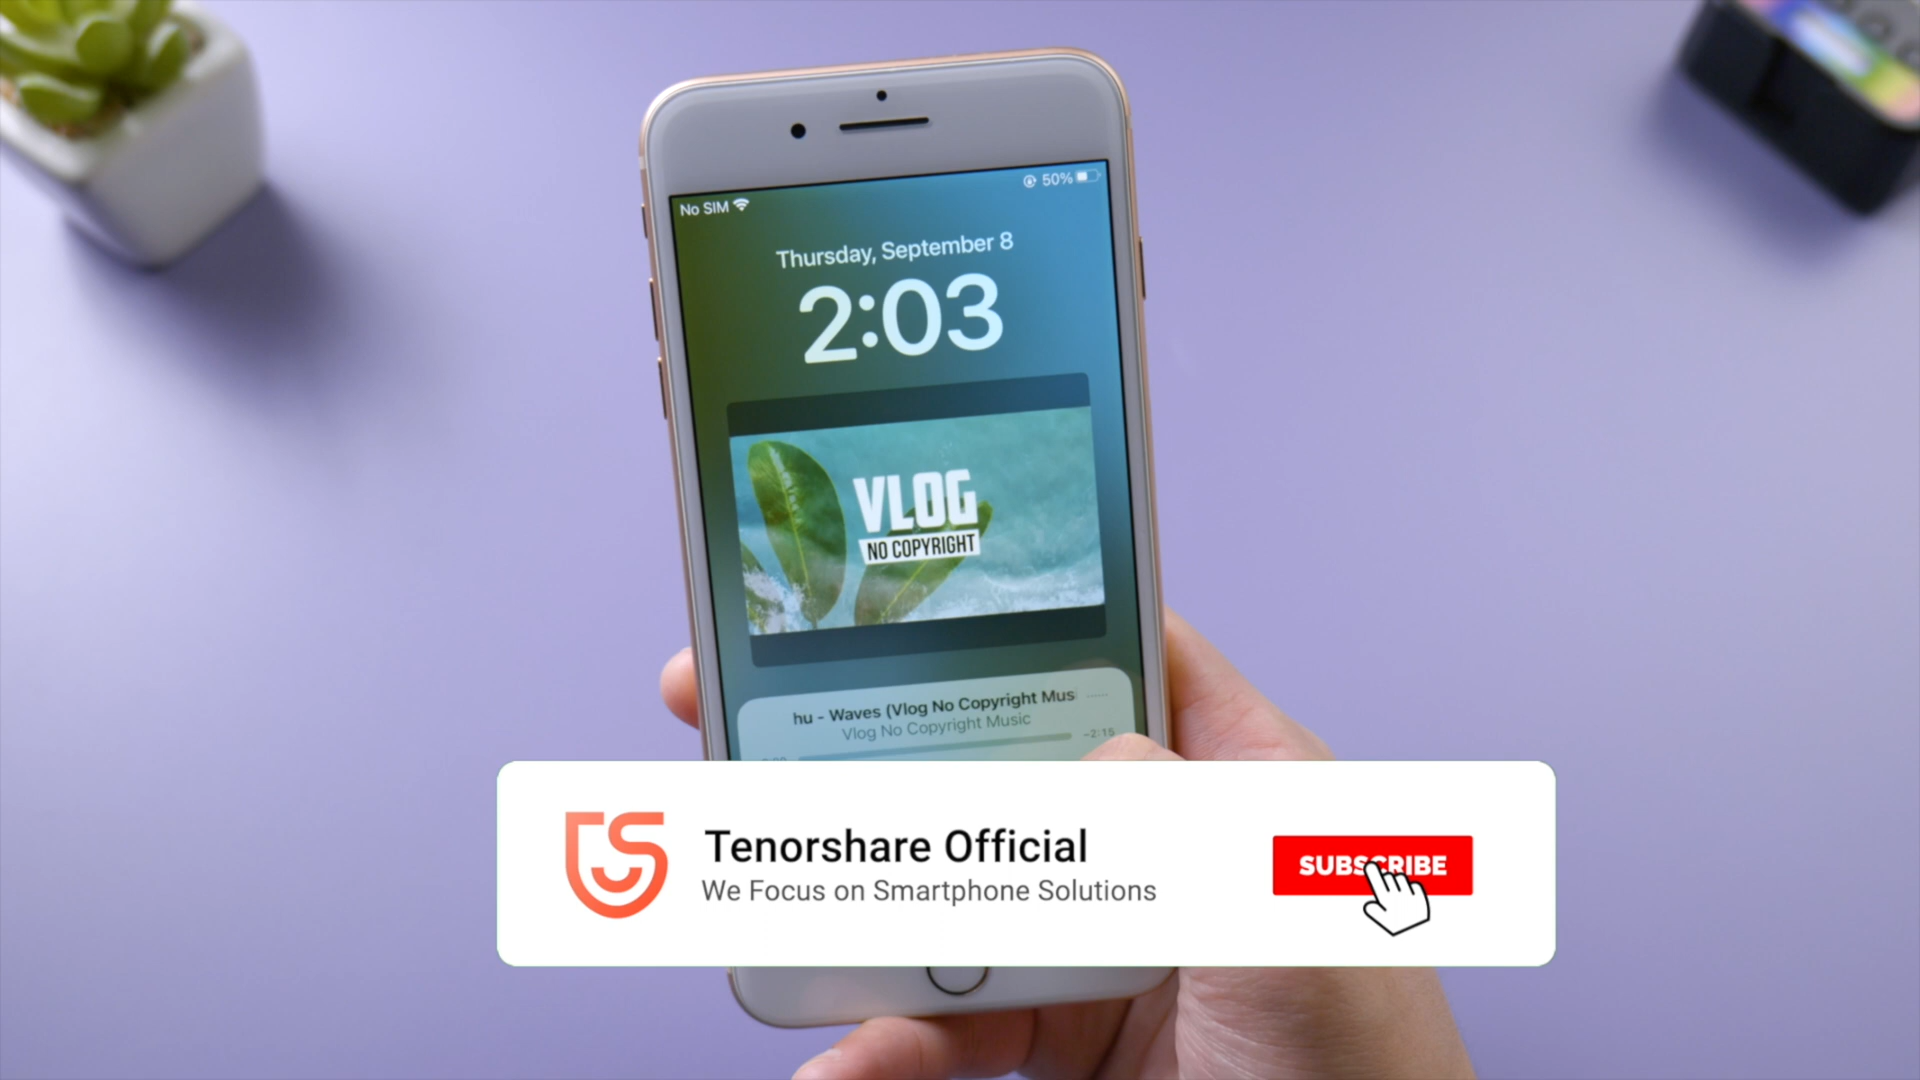 No SIM
50%
Thursday, September 8
2:03
VLOG
NO COPYRIGHT
hu - Waves (Vlog No Copyright Mus
Vlog No Copyright Music
-2:15
Tenorshare Official
We Focus on Smartphone Solutions
SUBSCRIBE